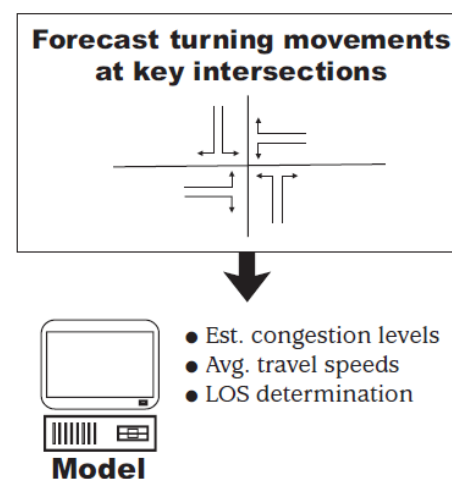 Forecast turning movements
at key intersections
● Est. congestion levels
● Avg. travel speeds
● LOS determination
Model